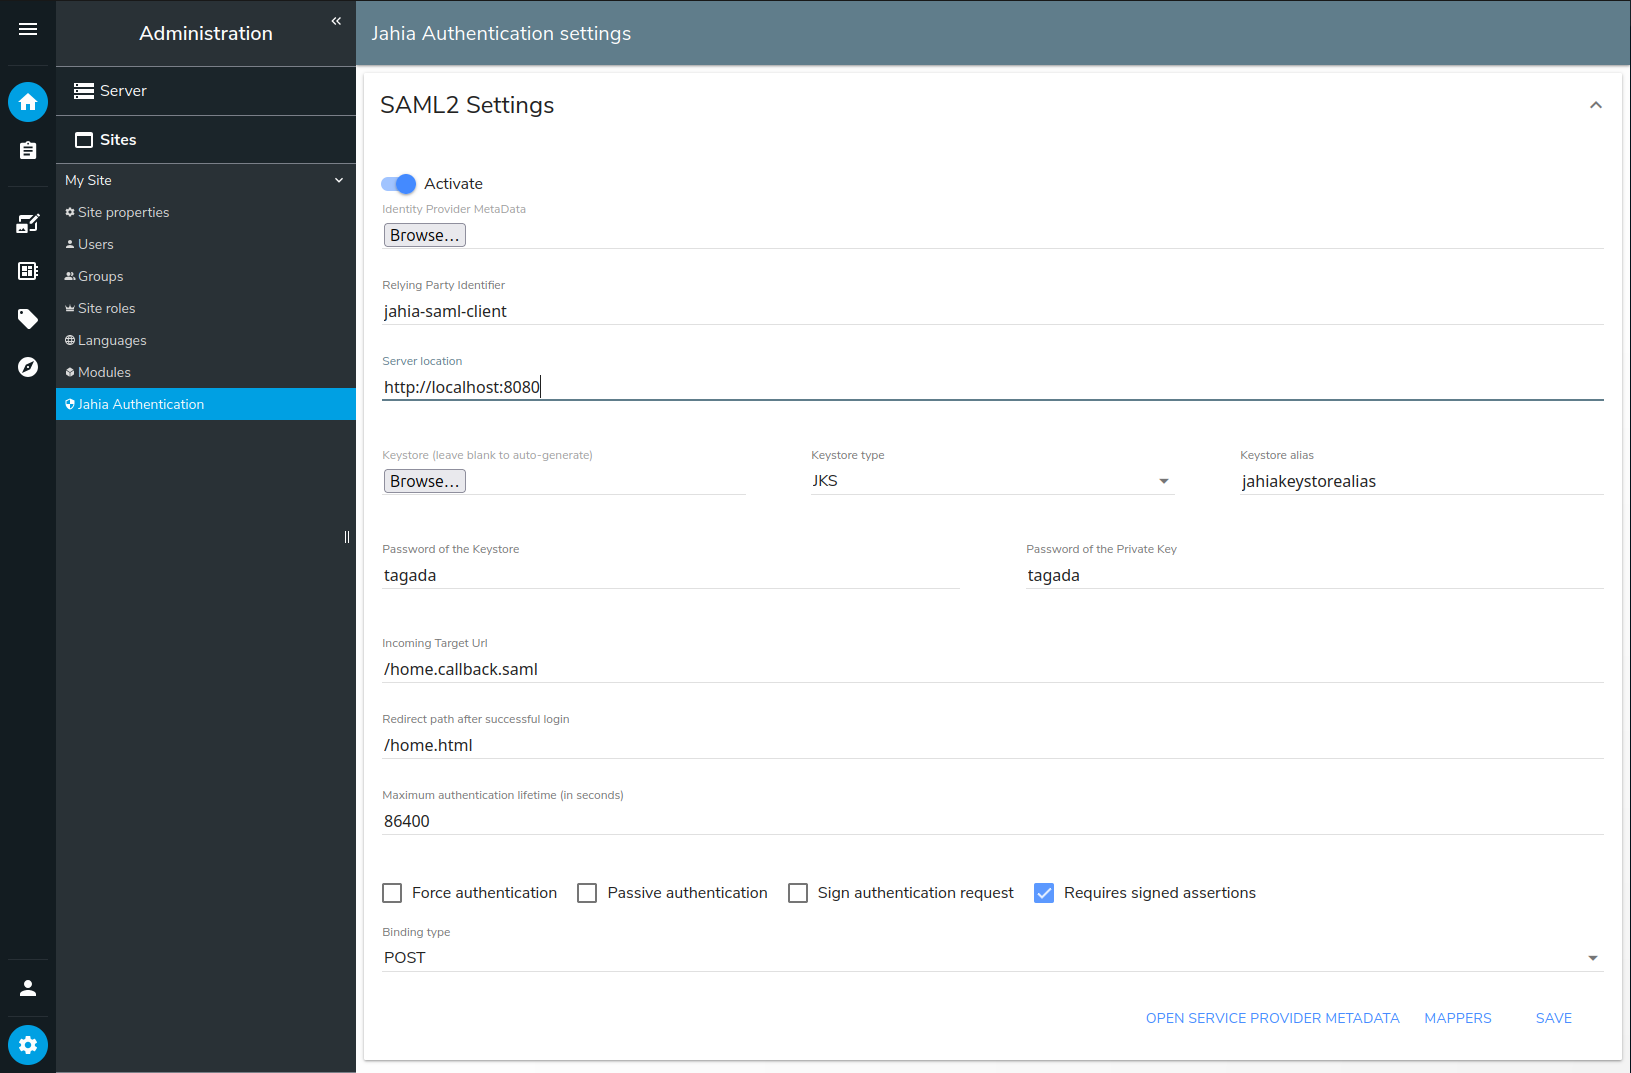 Administration
Server
Sites
My Site
Site properties
Users
Groups
Site roles
Languages
Modules
Jahia Authentication
Jahia Authentication settings
SAML2 Settings
Activate
Identity Provider MetaData
Browse...
Relying Party Identifier
jahia-saml-client
Server location
http://localhost:8080
Keystore (leave blank to auto-generate) Keystore type Keystore alias
Browse... JKS jahiakeystorealias
Password of the Keystore Password of the Private Key
tagada tagada
Incoming Target Url
/home.callback.saml
Redirect path after successful login
/home.html
Maximum authentication lifetime (in seconds)
86400
Force authentication Passive authentication Sign authentication request Requires signed assertions
Binding type
POST
OPEN SERVICE PROVIDER METADATA MAPPERS SAVE